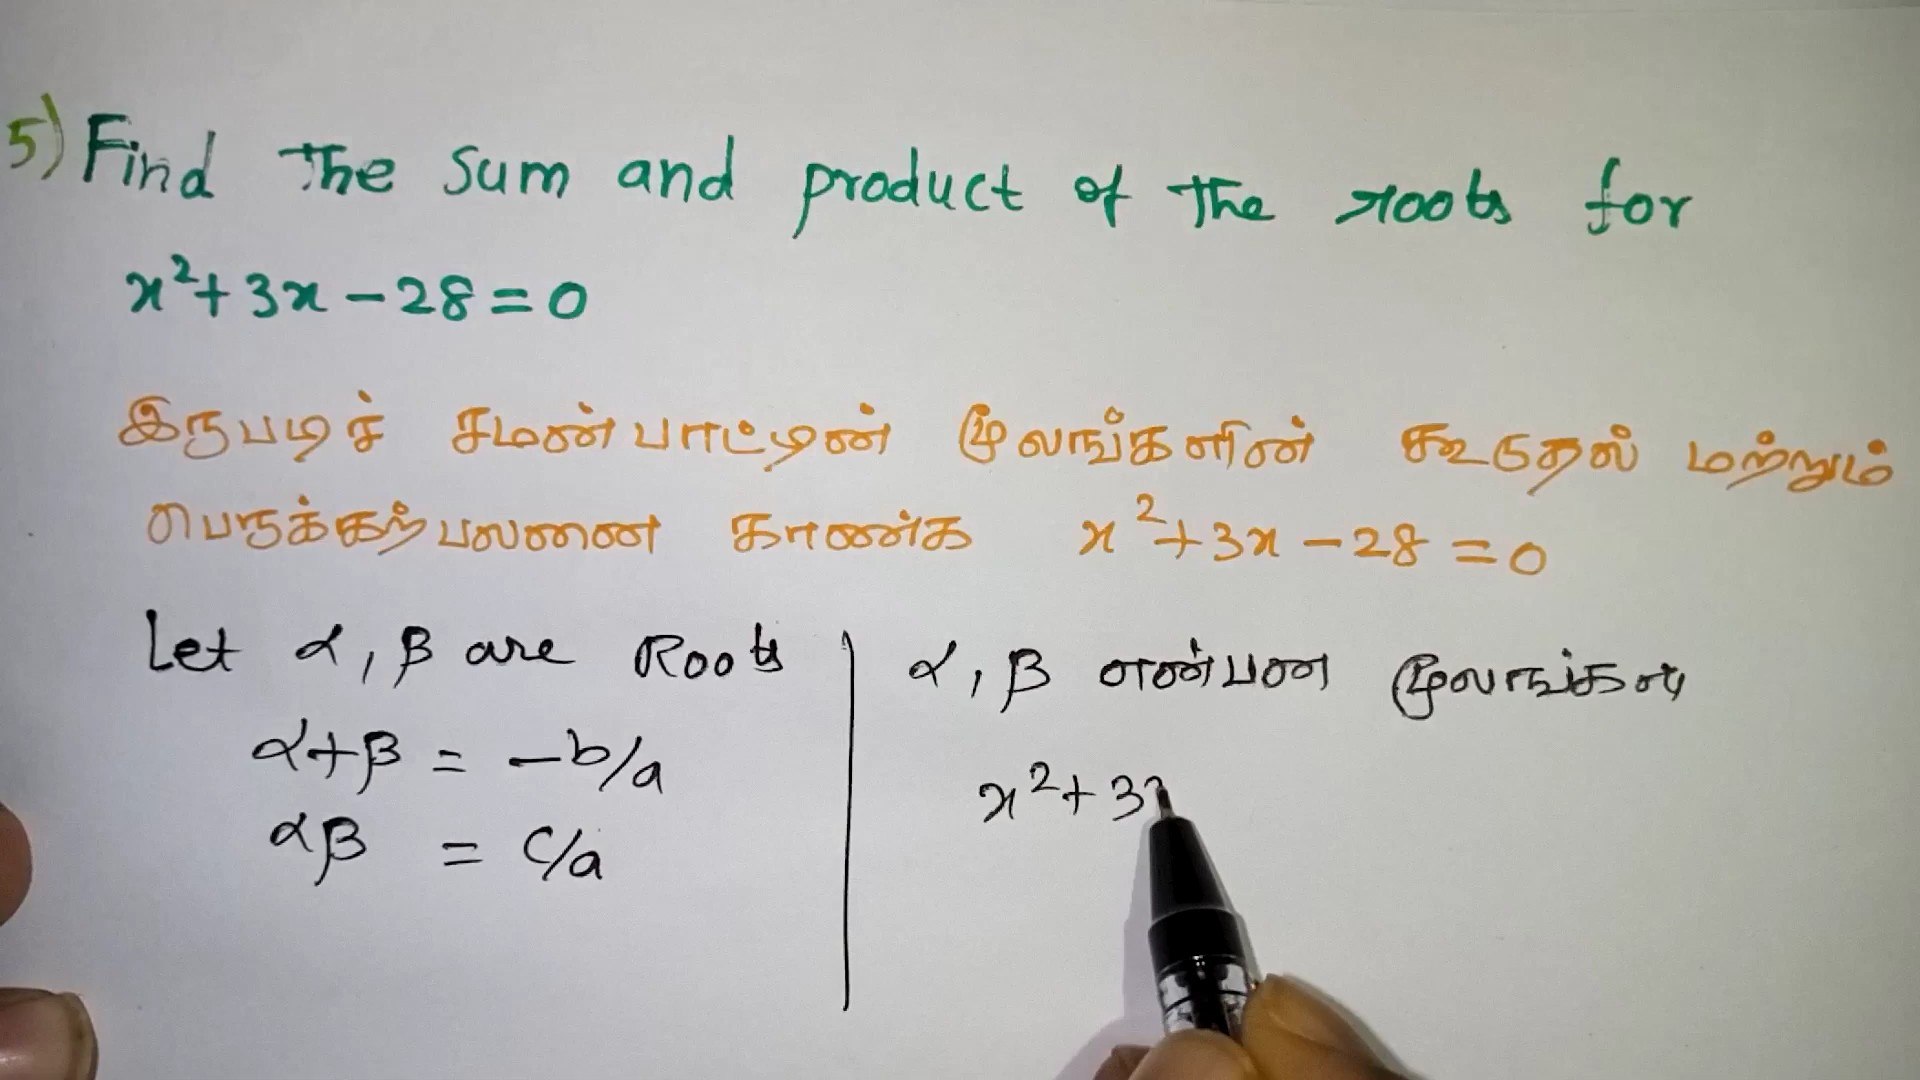 5) Find The Sum and product of The roots for
x²+3x-28=0
இருபடிச் சமன்பாட்டின் மூலங்களின் கூடுதல் மற்றும்
பெருக்கற்பலனை காண்க x²+3x-28=0
Let α, β are Roots
α+β = -b/a
αβ = c/a
α, β என்பன மூலங்கள்
x²+3x